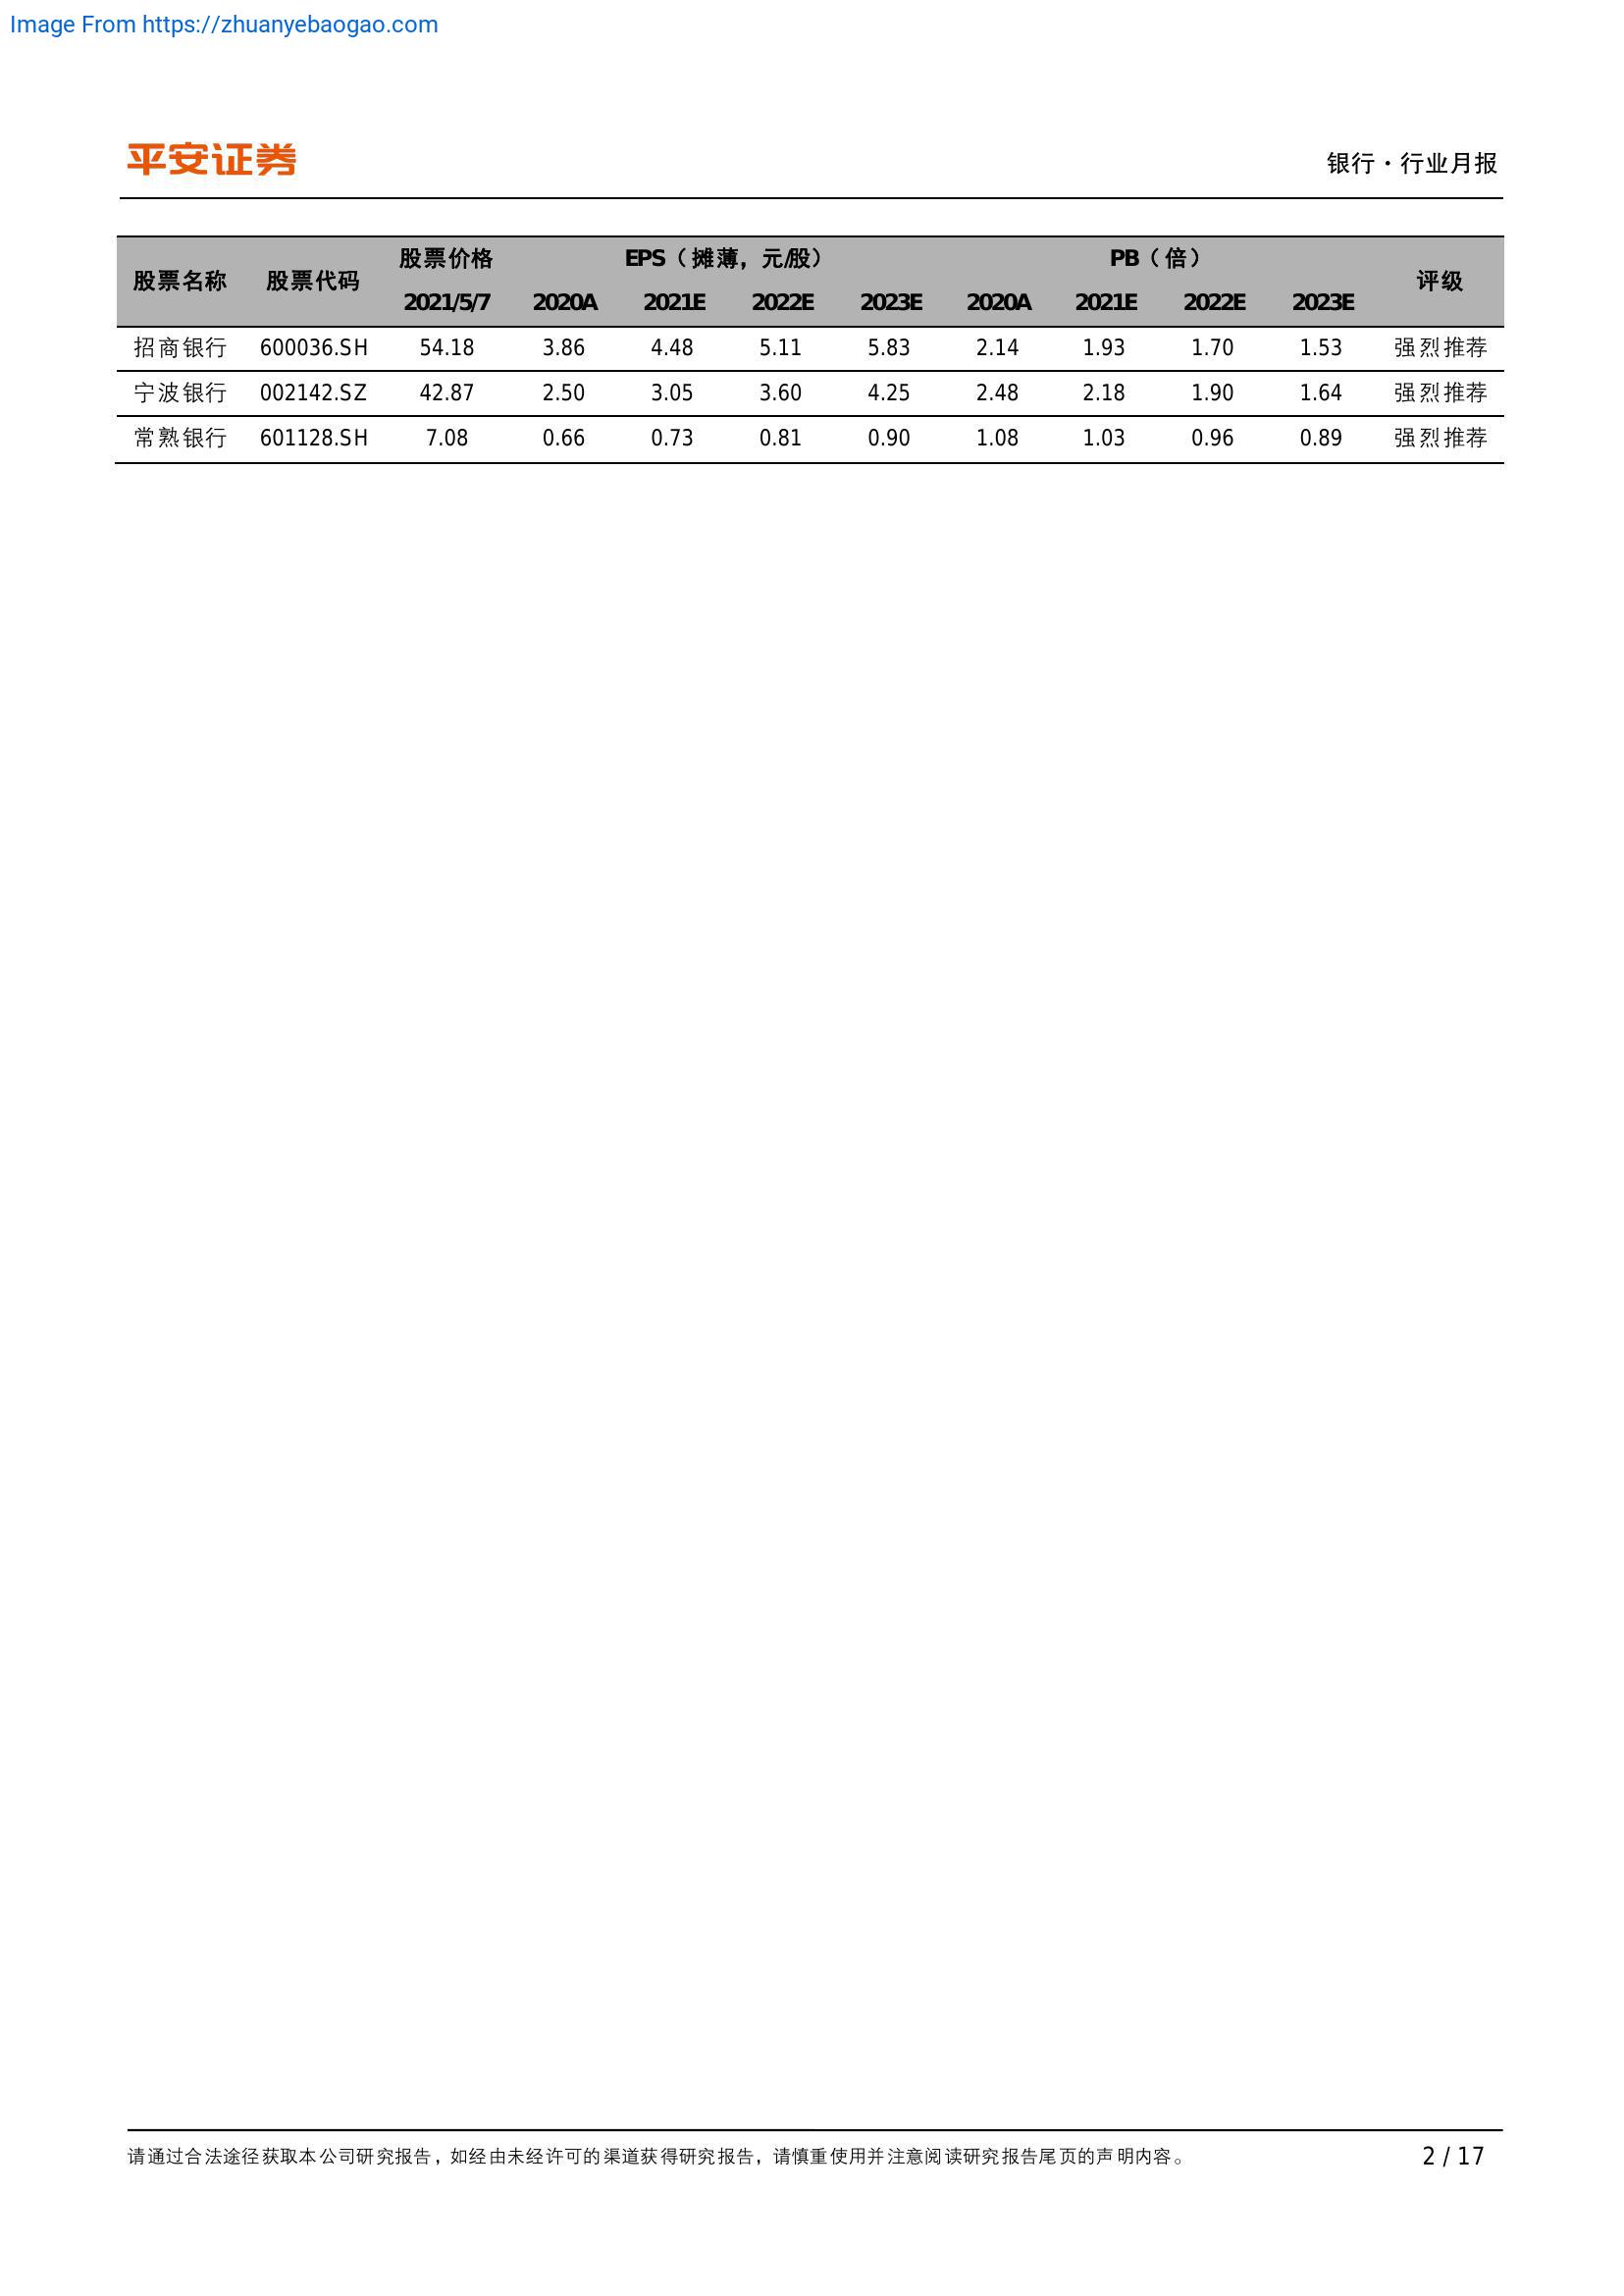 Image From https://zhuanyebaogao.com
平安证券
银行·行业月报
股票名称 股票代码 股票价格 EPS（摊薄，元/股） PB（倍） 评级
2021/5/7 2020A 2021E 2022E 2023E 2020A 2021E 2022E 2023E
招商银行 600036.SH 54.18 3.86 4.48 5.11 5.83 2.14 1.93 1.70 1.53 强烈推荐
宁波银行 002142.SZ 42.87 2.50 3.05 3.60 4.25 2.48 2.18 1.90 1.64 强烈推荐
常熟银行 601128.SH 7.08 0.66 0.73 0.81 0.90 1.08 1.03 0.96 0.89 强烈推荐
请通过合法途径获取本公司研究报告，如经由未经许可的渠道获得研究报告，请慎重使用并注意阅读研究报告尾页的声明内容。 2 / 17